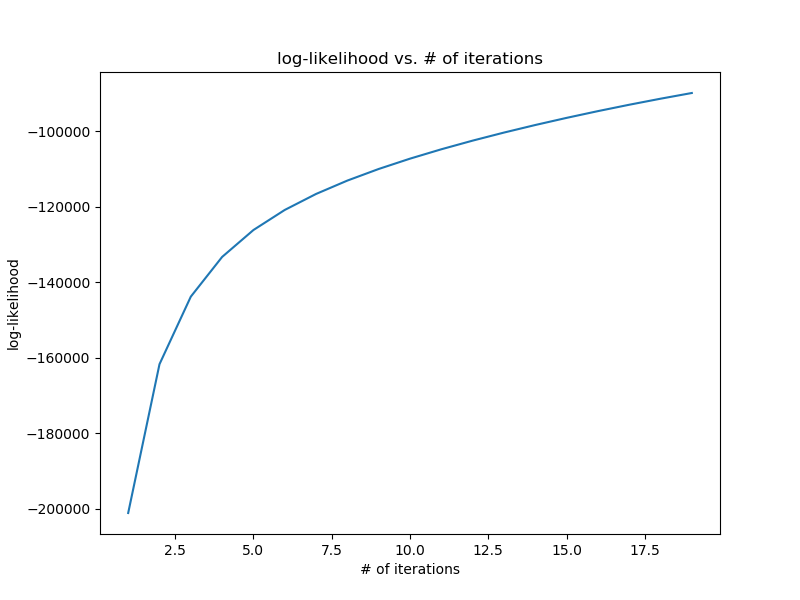 log-likelihood vs. # of iterations
log-likelihood
−100000
−120000
−140000
−160000
−180000
−200000
2.5 5.0 7.5 10.0 12.5 15.0 17.5
# of iterations